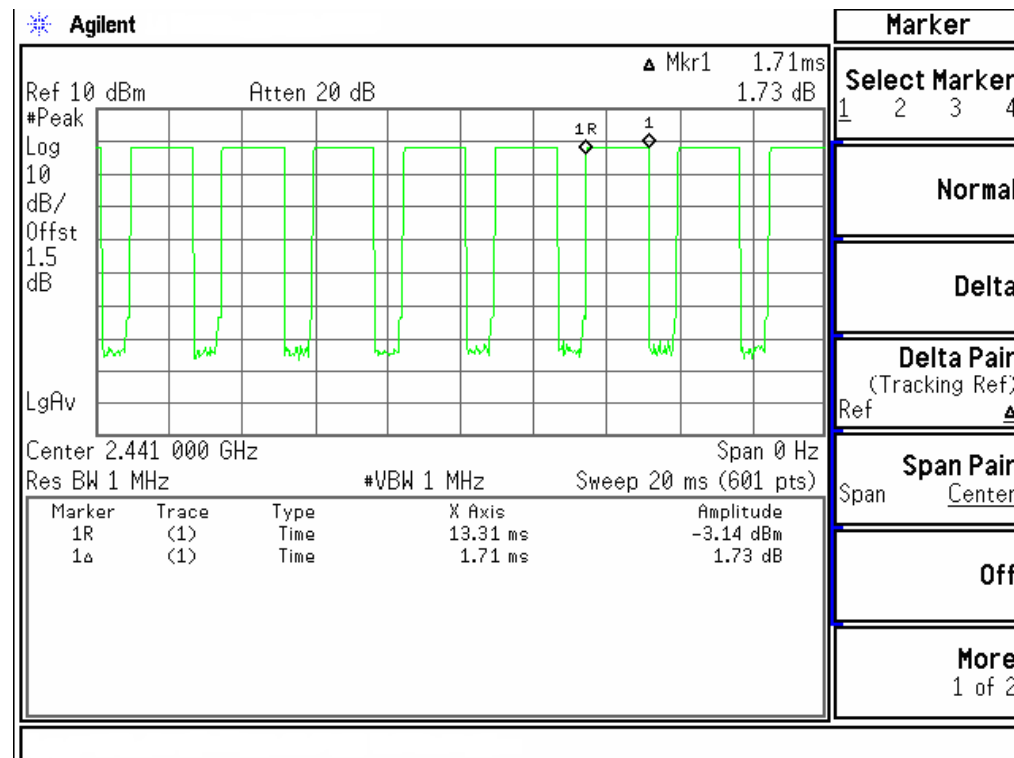 Agilent
Marker
Δ Mkr1 1.71ms
Ref 10 dBm Atten 20 dB 1.73 dB
#Peak
Log
10
dB/
Offst
1.5
dB
LgAv
1R
1
Center 2.441 000 GHz Span 0 Hz
Res BW 1 MHz #VBW 1 MHz Sweep 20 ms (601 pts)
Marker Trace Type X Axis Amplitude
1R (1) Time 13.31 ms -3.14 dBm
1Δ (1) Time 1.71 ms 1.73 dB
Select Marker
1 2 3 4
Normal
Delta
Delta Pair
(Tracking Ref)
Ref Δ
Span Pair
Span Center
Off
More
1 of 2